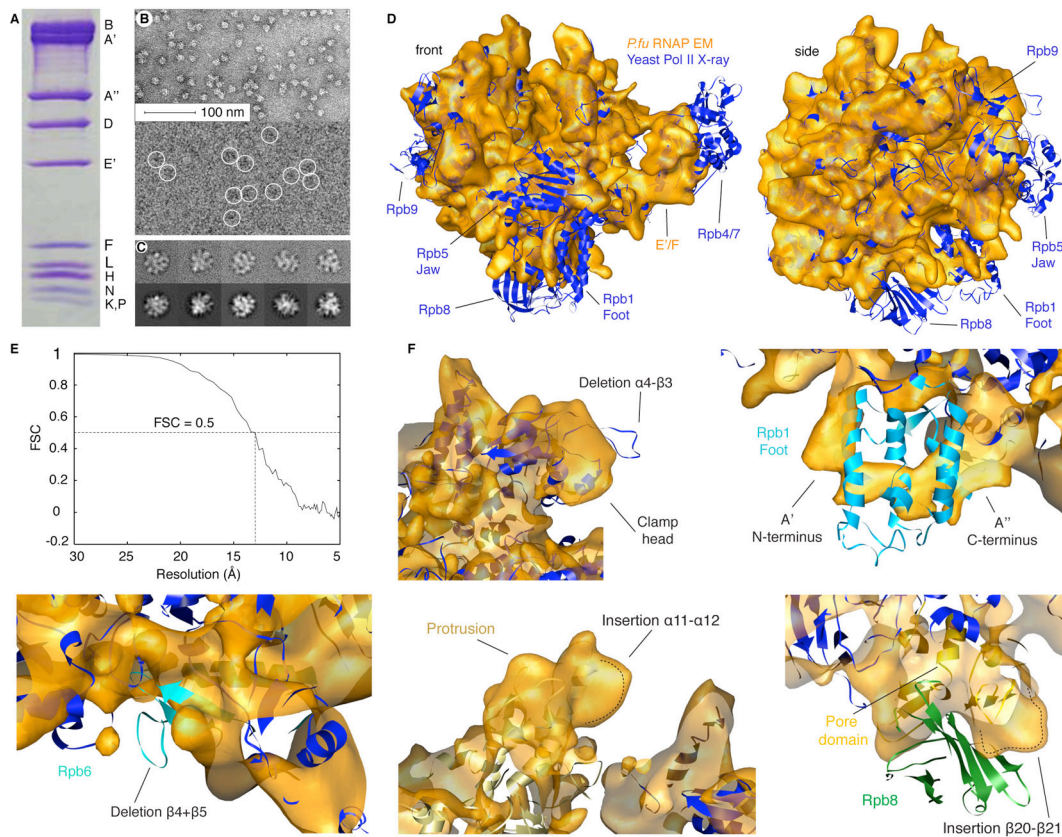 A
B
A'
A''
D
E'
F
L
H
N
K,P
B
100 nm
C
D
front
P.fu RNAP EM
Yeast Pol II X-ray
Rpb9
Rpb5
Jaw
Rpb8
Rpb1
Foot
E'/F
Rpb4/7
side
Rpb9
Rpb5
Jaw
Rpb1
Foot
Rpb8
E
1
0.8
0.6
0.4
0.2
0
-0.2
FSC
FSC = 0.5
30
20
10
5
Resolution (Å)
F
Deletion α4-β3
Clamp
head
Rpb1
Foot
A'
N-terminus
A''
C-terminus
Rpb6
Deletion β4+β5
Protrusion
Insertion α11-α12
Pore
domain
Rpb8
Insertion β20-β21